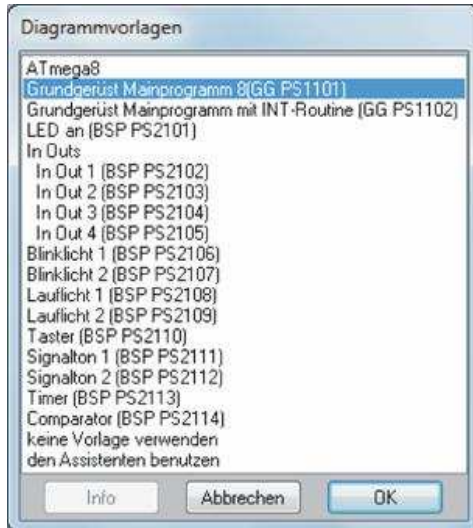 Diagrammvorlagen
ATmega8
Grundgerüst Mainprogramm 8(GG PS1101)
Grundgerüst Mainprogramm mit INT-Routine (GG PS1102)
LED an (BSP PS2101)
In Outs
In Out 1 (BSP PS2102)
In Out 2 (BSP PS2103)
In Out 3 (BSP PS2104)
In Out 4 (BSP PS2105)
Blinklicht 1 (BSP PS2106)
Blinklicht 2 (BSP PS2107)
Lauflicht 1 (BSP PS2108)
Lauflicht 2 (BSP PS2109)
Taster (BSP PS2110)
Signalton 1 (BSP PS2111)
Signalton 2 (BSP PS2112)
Timer (BSP PS2113)
Comparator (BSP PS2114)
keine Vorlage verwenden
den Assistenten benutzen
Info Abbrechen OK